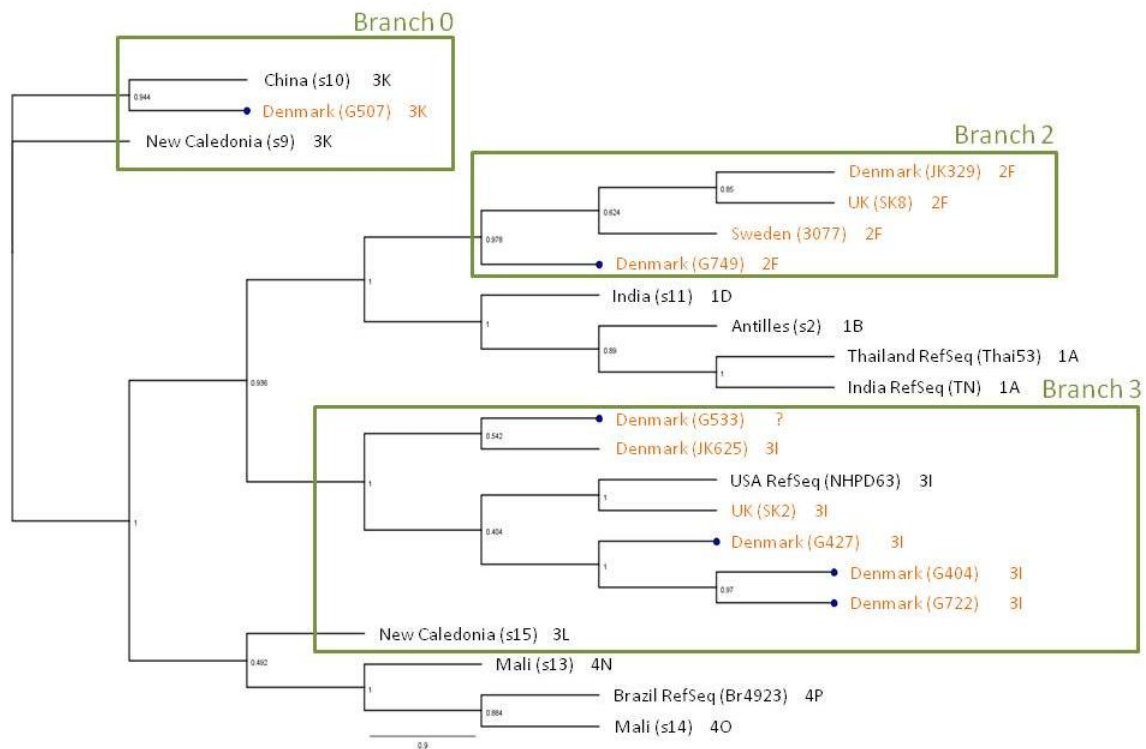 Branch 0
China (s10) 3K
0.944
Denmark (G507) 3K
New Caledonia (s9) 3K
Branch 2
Denmark (JK329) 2F
0.85
UK (SK8) 2F
0.624
Sweden (3077) 2F
0.978
Denmark (G749) 2F
1
India (s11) 1D
1
Antilles (s2) 1B
0.89
Thailand RefSeq (Thai53) 1A
1
India RefSeq (TN) 1A
0.936
Branch 3
Denmark (G533) ?
0.542
Denmark (JK625) 3I
1
USA RefSeq (NHPD63) 3I
1
UK (SK2) 3I
0.404
Denmark (G427) 3I
1
Denmark (G404) 3I
0.97
Denmark (G722) 3I
1
New Caledonia (s15) 3L
0.492
Mali (s13) 4N
1
Brazil RefSeq (Br4923) 4P
0.884
Mali (s14) 4O
0.9